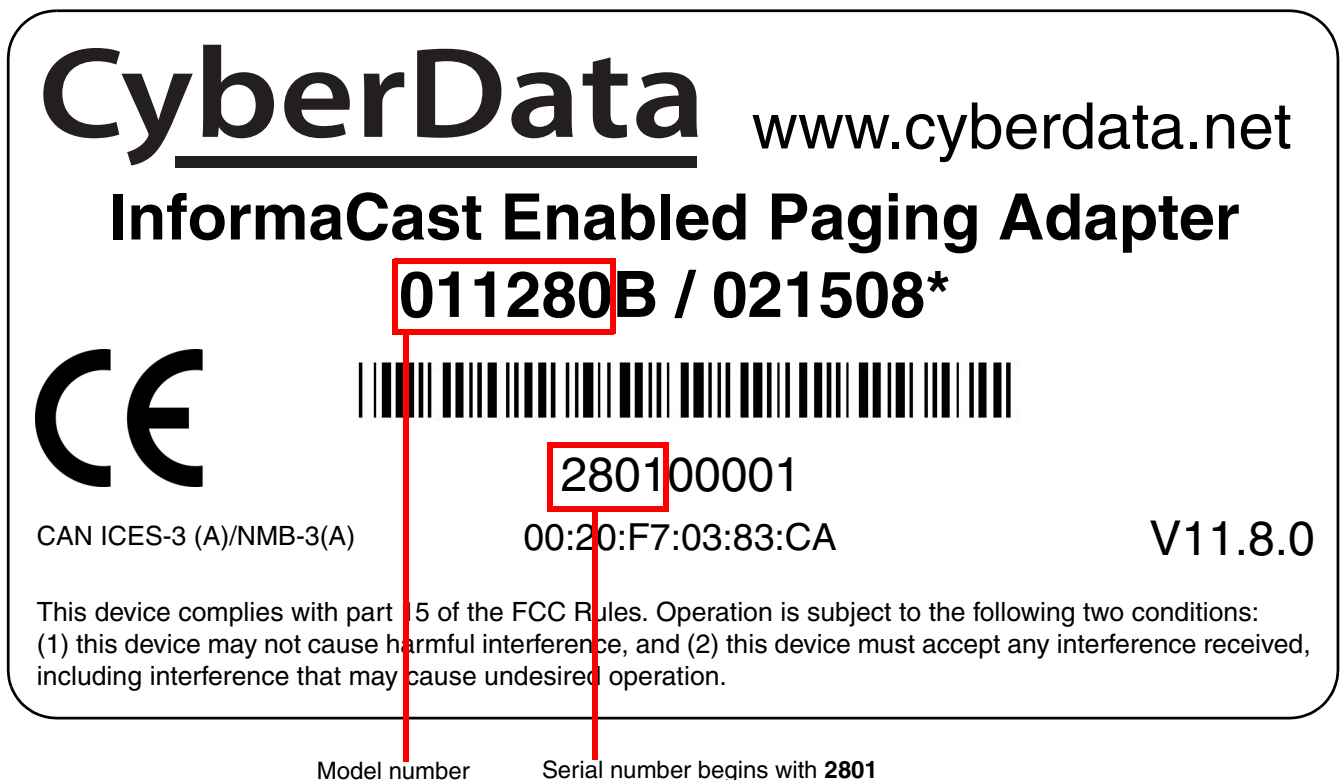 CyberData www.cyberdata.net
InformaCast Enabled Paging Adapter
011280B / 021508*
CE
280100001
CAN ICES-3 (A)/NMB-3(A) 00:20:F7:03:83:CA V11.8.0
This device complies with part 15 of the FCC Rules. Operation is subject to the following two conditions:
(1) this device may not cause harmful interference, and (2) this device must accept any interference received,
including interference that may cause undesired operation.
Model number Serial number begins with 2801